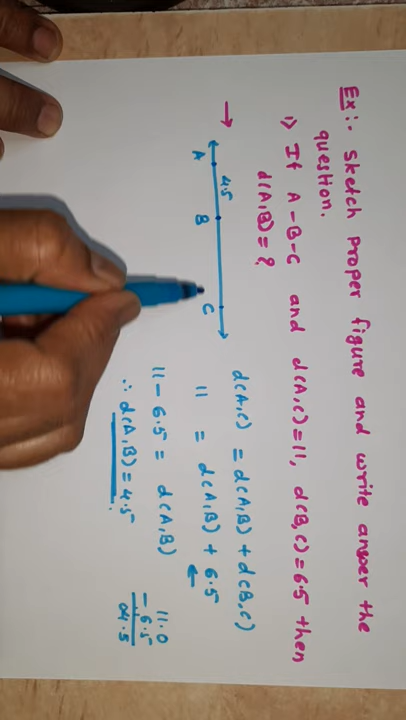 Ex:- Sketch proper figure and write answer the
question.
1) If A-B-C and d(A,C)=11, d(B,C)=6.5 then
d(A,B)=?
→
A 4.5 B C
d(A,C) = d(A,B) + d(B,C)
11 = d(A,B) + 6.5
←
11 - 6.5 = d(A,B)
∴ d(A,B) = 4.5
11.0
- 6.5
04.5